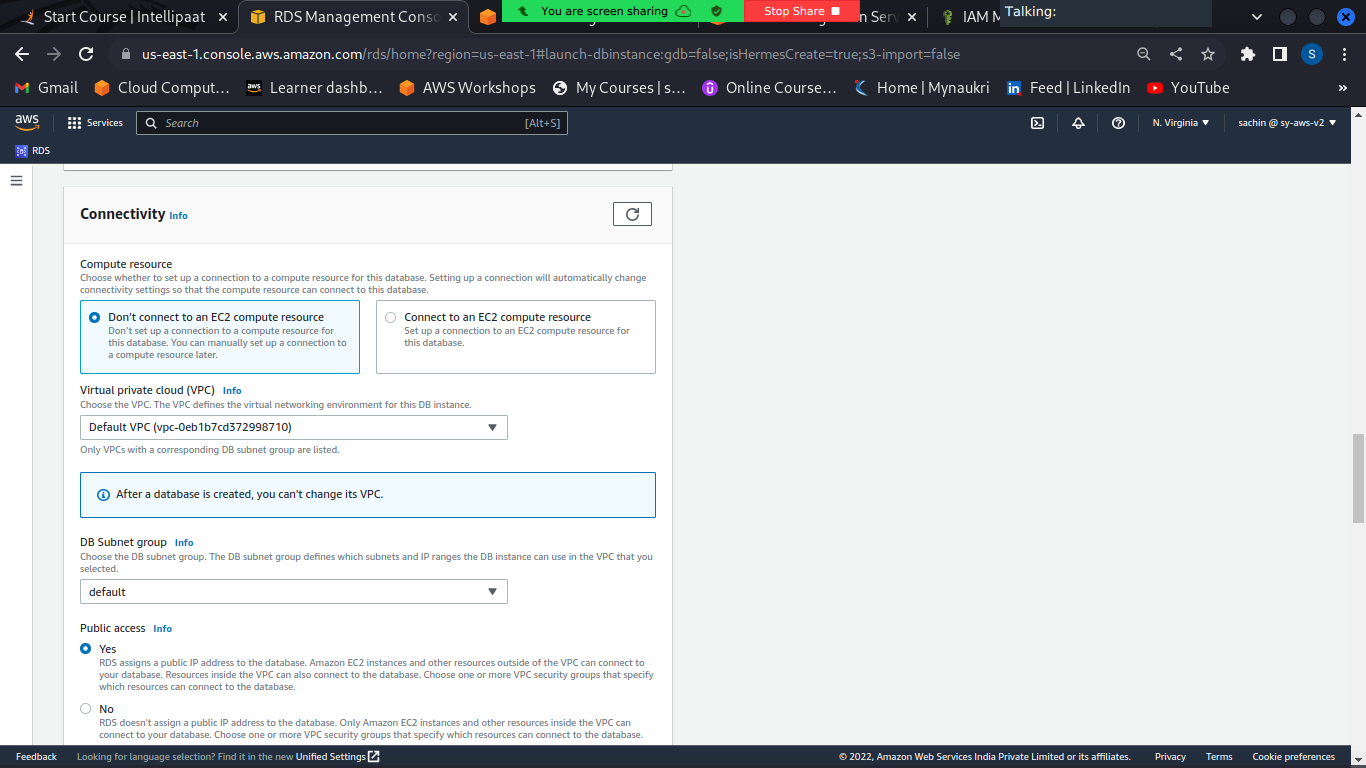 Start Course | Intellipaat
RDS Management Conso
You are screen sharing
Stop Share
Serv
IAM M
Talking:
us-east-1.console.aws.amazon.com/rds/home?region=us-east-1#launch-dbinstance:gdb=false;isHermesCreate=true;s3-import=false
S
Gmail
Cloud Comput...
aws
Learner dashb...
AWS Workshops
My Courses | s...
Online Course...
Home | Mynaukri
in
Feed | LinkedIn
YouTube
»
aws
Services
Search
[Alt+S]
N. Virginia
sachin @ sy-aws-v2
RDS
Connectivity Info
Compute resource
Choose whether to set up a connection to a compute resource for this database. Setting up a connection will automatically change
connectivity settings so that the compute resource can connect to this database.
Don't connect to an EC2 compute resource
Don't set up a connection to a compute resource for
this database. You can manually set up a connection to
a compute resource later.
Connect to an EC2 compute resource
Set up a connection to an EC2 compute resource for
this database.
Virtual private cloud (VPC) Info
Choose the VPC. The VPC defines the virtual networking environment for this DB instance.
Default VPC (vpc-0eb1b7cd372998710)
Only VPCs with a corresponding DB subnet group are listed.
After a database is created, you can't change its VPC.
DB Subnet group Info
Choose the DB subnet group. The DB subnet group defines which subnets and IP ranges the DB instance can use in the VPC that you
selected.
default
Public access Info
Yes
RDS assigns a public IP address to the database. Amazon EC2 instances and other resources outside of the VPC can connect to
your database. Resources inside the VPC can also connect to the database. Choose one or more VPC security groups that specify
which resources can connect to the database.
No
RDS doesn't assign a public IP address to the database. Only Amazon EC2 instances and other resources inside the VPC can
connect to your database. Choose one or more VPC security groups that specify which resources can connect to the database.
Feedback
Looking for language selection? Find it in the new Unified Settings
© 2022, Amazon Web Services India Private Limited or its affiliates.
Privacy
Terms
Cookie preferences